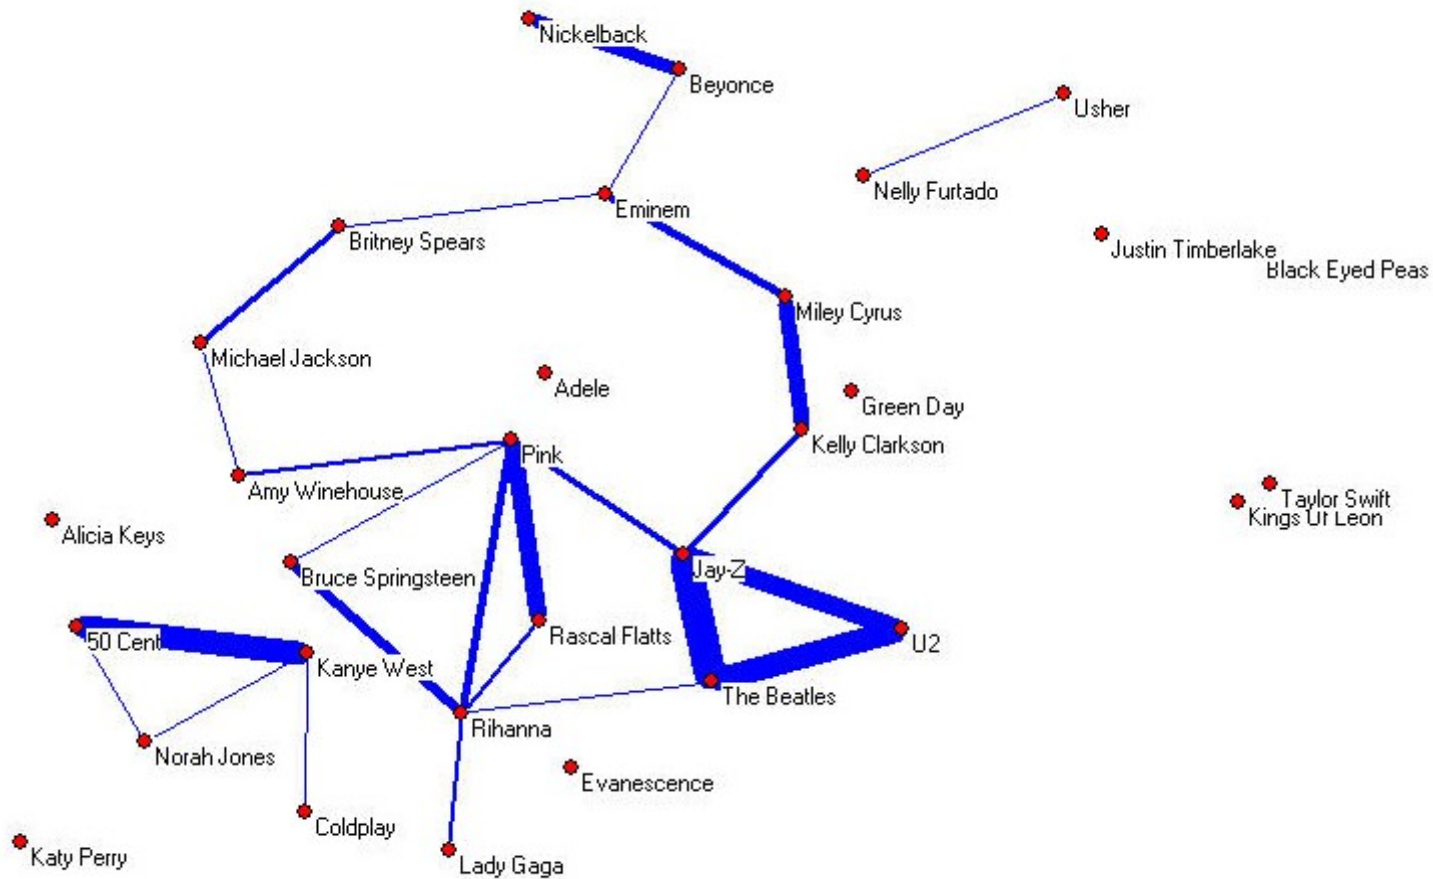 Nickelback
Beyonce
Usher
Nelly Furtado
Eminem
Britney Spears
Justin Timberlake
Black Eyed Peas
Miley Cyrus
Michael Jackson
Adele
Green Day
Kelly Clarkson
Pink
Amy Winehouse
Taylor Swift
Kings Of Leon
Alicia Keys
Jay-Z
Bruce Springsteen
Rascal Flatts
50 Cent
U2
Kanye West
The Beatles
Rihanna
Norah Jones
Evanescence
Coldplay
Katy Perry
Lady Gaga